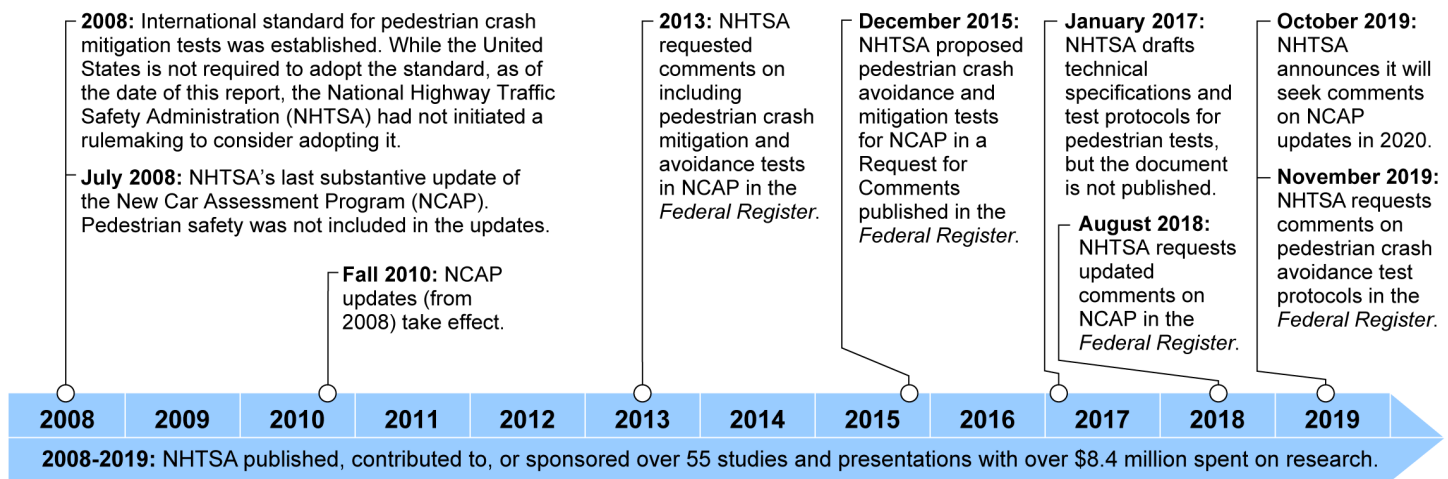 2008: International standard for pedestrian crash
mitigation tests was established. While the United
States is not required to adopt the standard, as of
the date of this report, the National Highway Traffic
Safety Administration (NHTSA) had not initiated a
rulemaking to consider adopting it.
July 2008: NHTSA’s last substantive update of
the New Car Assessment Program (NCAP).
Pedestrian safety was not included in the updates.
Fall 2010: NCAP
updates (from
2008) take effect.
2013: NHTSA
requested
comments on
including
pedestrian crash
mitigation and
avoidance tests
in NCAP in the
Federal Register.
December 2015:
NHTSA proposed
pedestrian crash
avoidance and
mitigation tests
for NCAP in a
Request for
Comments
published in the
Federal Register.
January 2017:
NHTSA drafts
technical
specifications and
test protocols for
pedestrian tests,
but the document
is not published.
August 2018:
NHTSA requests
updated
comments on
NCAP in the
Federal Register.
October 2019:
NHTSA
announces it will
seek comments
on NCAP
updates in 2020.
November 2019:
NHTSA requests
comments on
pedestrian crash
avoidance test
protocols in the
Federal Register.
2008 2009 2010 2011 2012 2013 2014 2015 2016 2017 2018 2019
2008-2019: NHTSA published, contributed to, or sponsored over 55 studies and presentations with over $8.4 million spent on research.